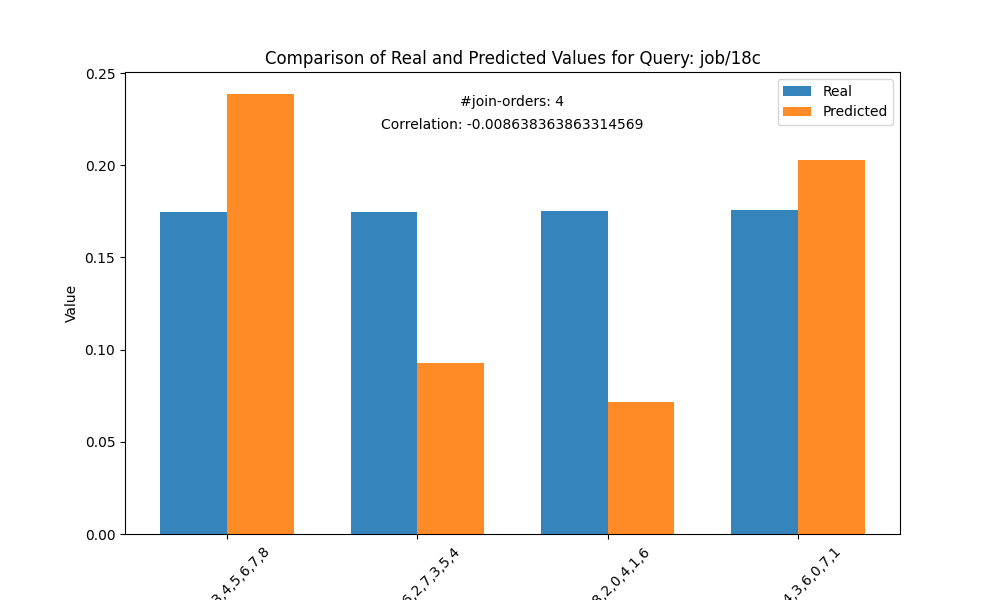 Comparison of Real and Predicted Values for Query: job/18c
#join-orders: 4
Correlation: -0.008638363863314569
Real
Predicted
Value
0.25
0.20
0.15
0.10
0.05
0.00
3,4,5,6,7,8
6,2,7,3,5,4
8,2,0,4,1,6
4,3,6,0,7,1